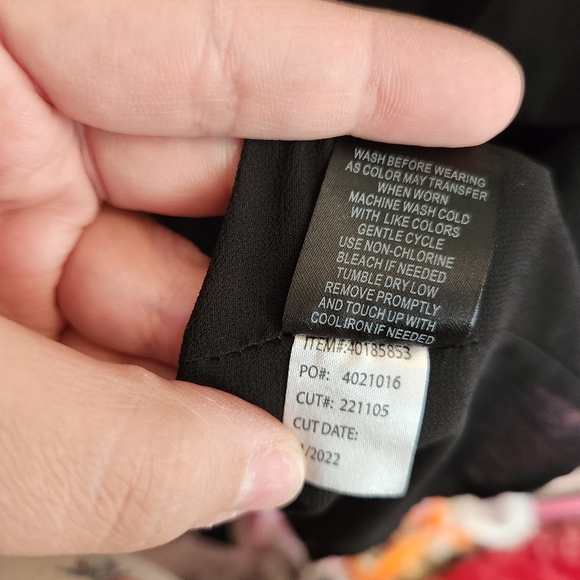 WASH BEFORE WEARING
AS COLOR MAY TRANSFER
WHEN WORN
MACHINE WASH COLD
WITH LIKE COLORS
GENTLE CYCLE
USE NON-CHLORINE
BLEACH IF NEEDED
TUMBLE DRY LOW
REMOVE PROMPTLY
AND TOUCH UP WITH
COOL IRON IF NEEDED
ITEM#:40185853
PO#: 4021016
CUT#: 221105
CUT DATE:
/2022